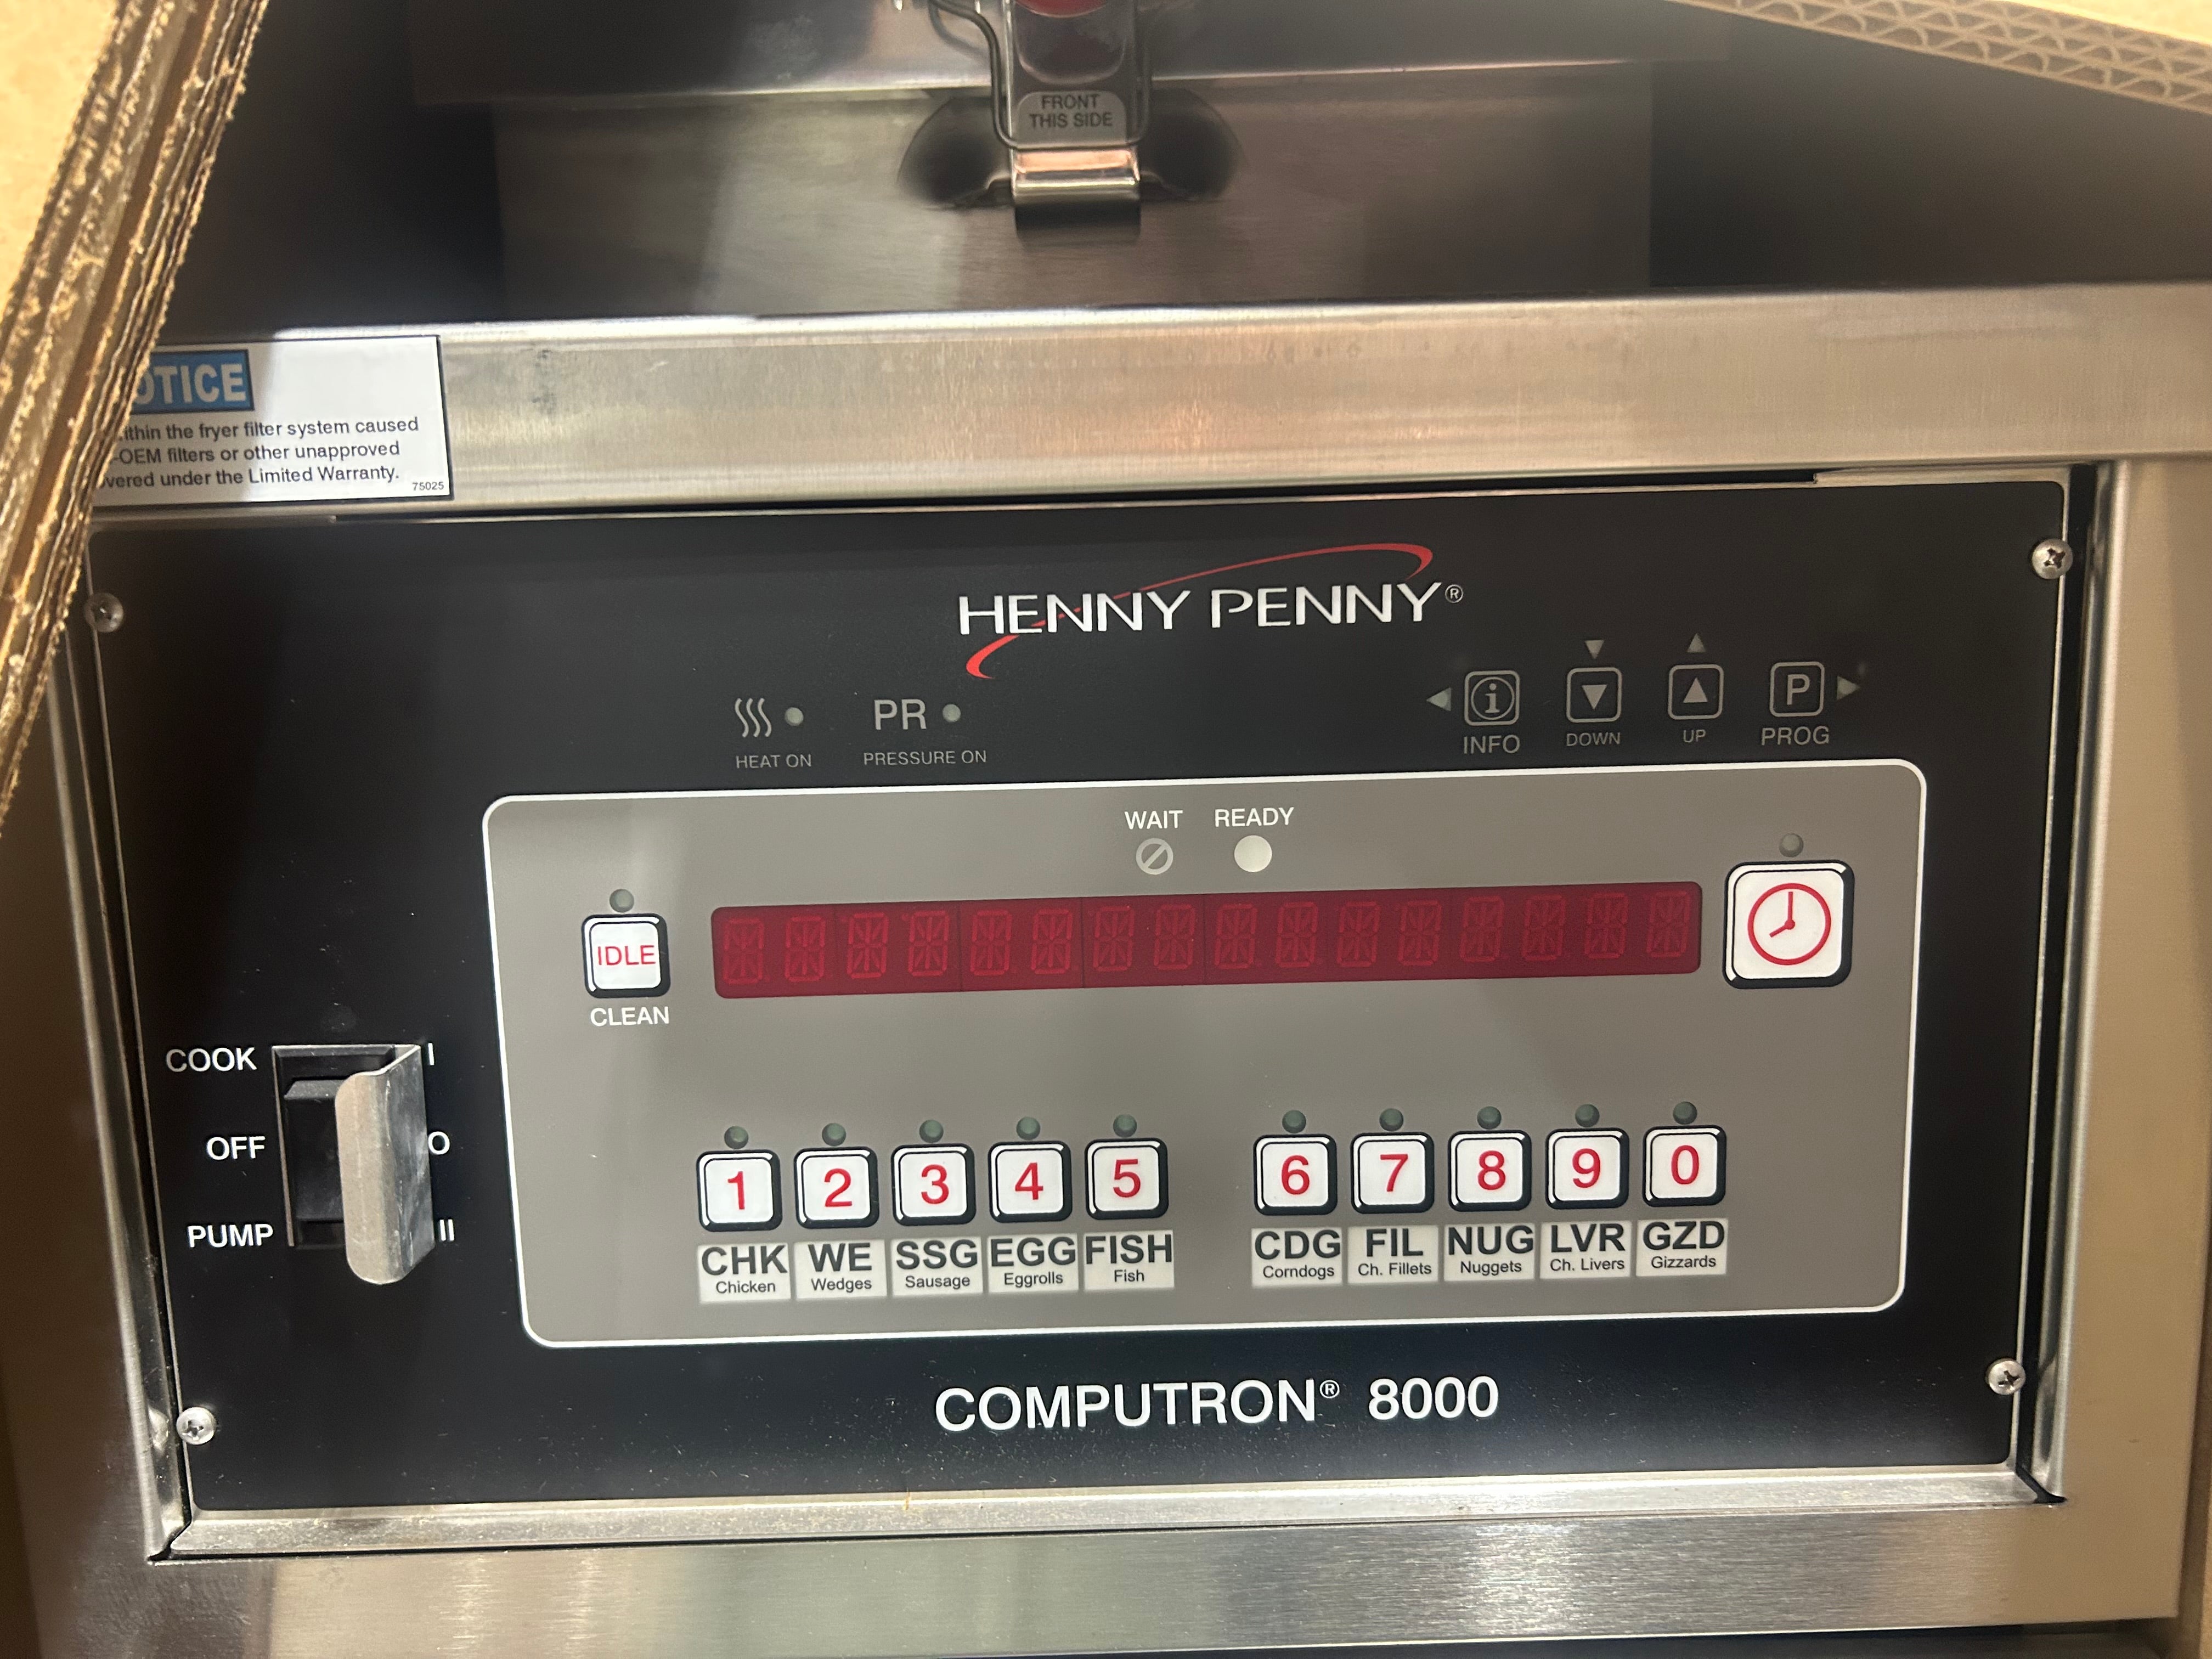 FRONT
THIS SIDE
OTICE
ithin the fryer filter system caused
-OEM filters or other unapproved
vered under the Limited Warranty.
75025
HENNY PENNY®
HEAT ON
PR
PRESSURE ON
INFO
DOWN
UP
P
PROG
WAIT READY
IDLE
CLEAN
COOK I
OFF O
PUMP II
1 2 3 4 5 6 7 8 9 0
CHK WE SSG EGG FISH CDG FIL NUG LVR GZD
Chicken Wedges Sausage Eggrolls Fish Corndogs Ch. Fillets Nuggets Ch. Livers Gizzards
COMPUTRON® 8000